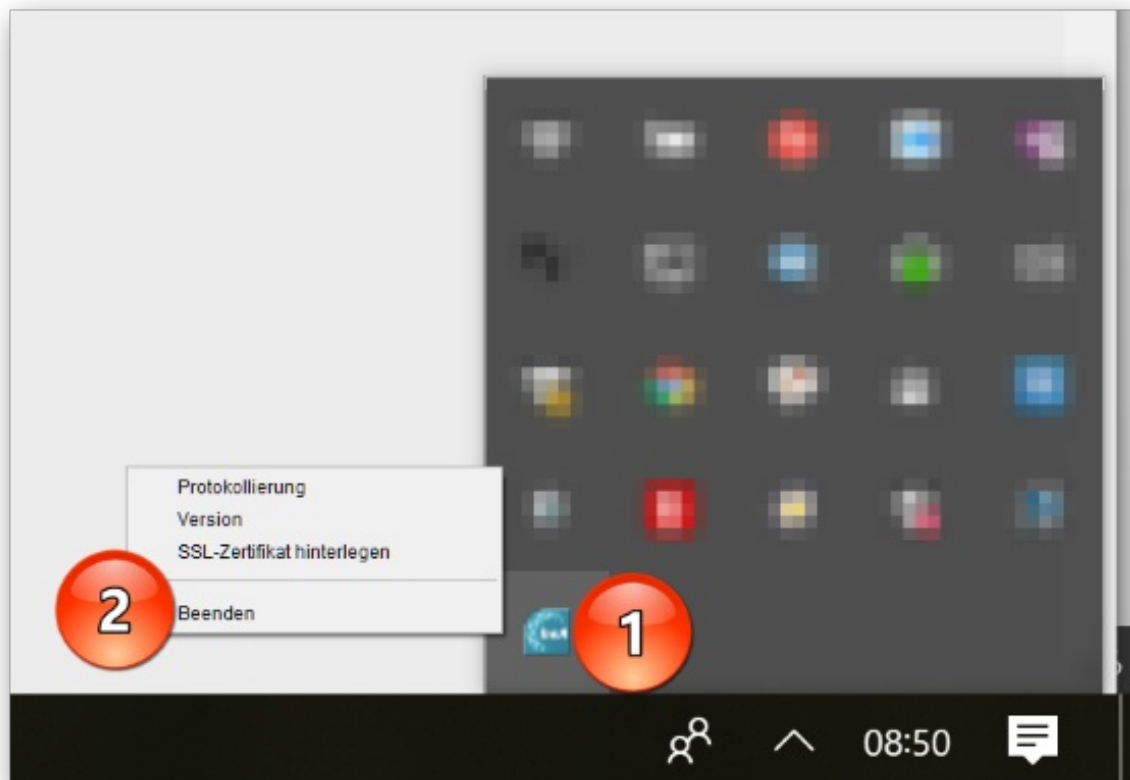 Protokollierung
Version
SSL-Zertifikat hinterlegen
2
Beenden
1
08:50